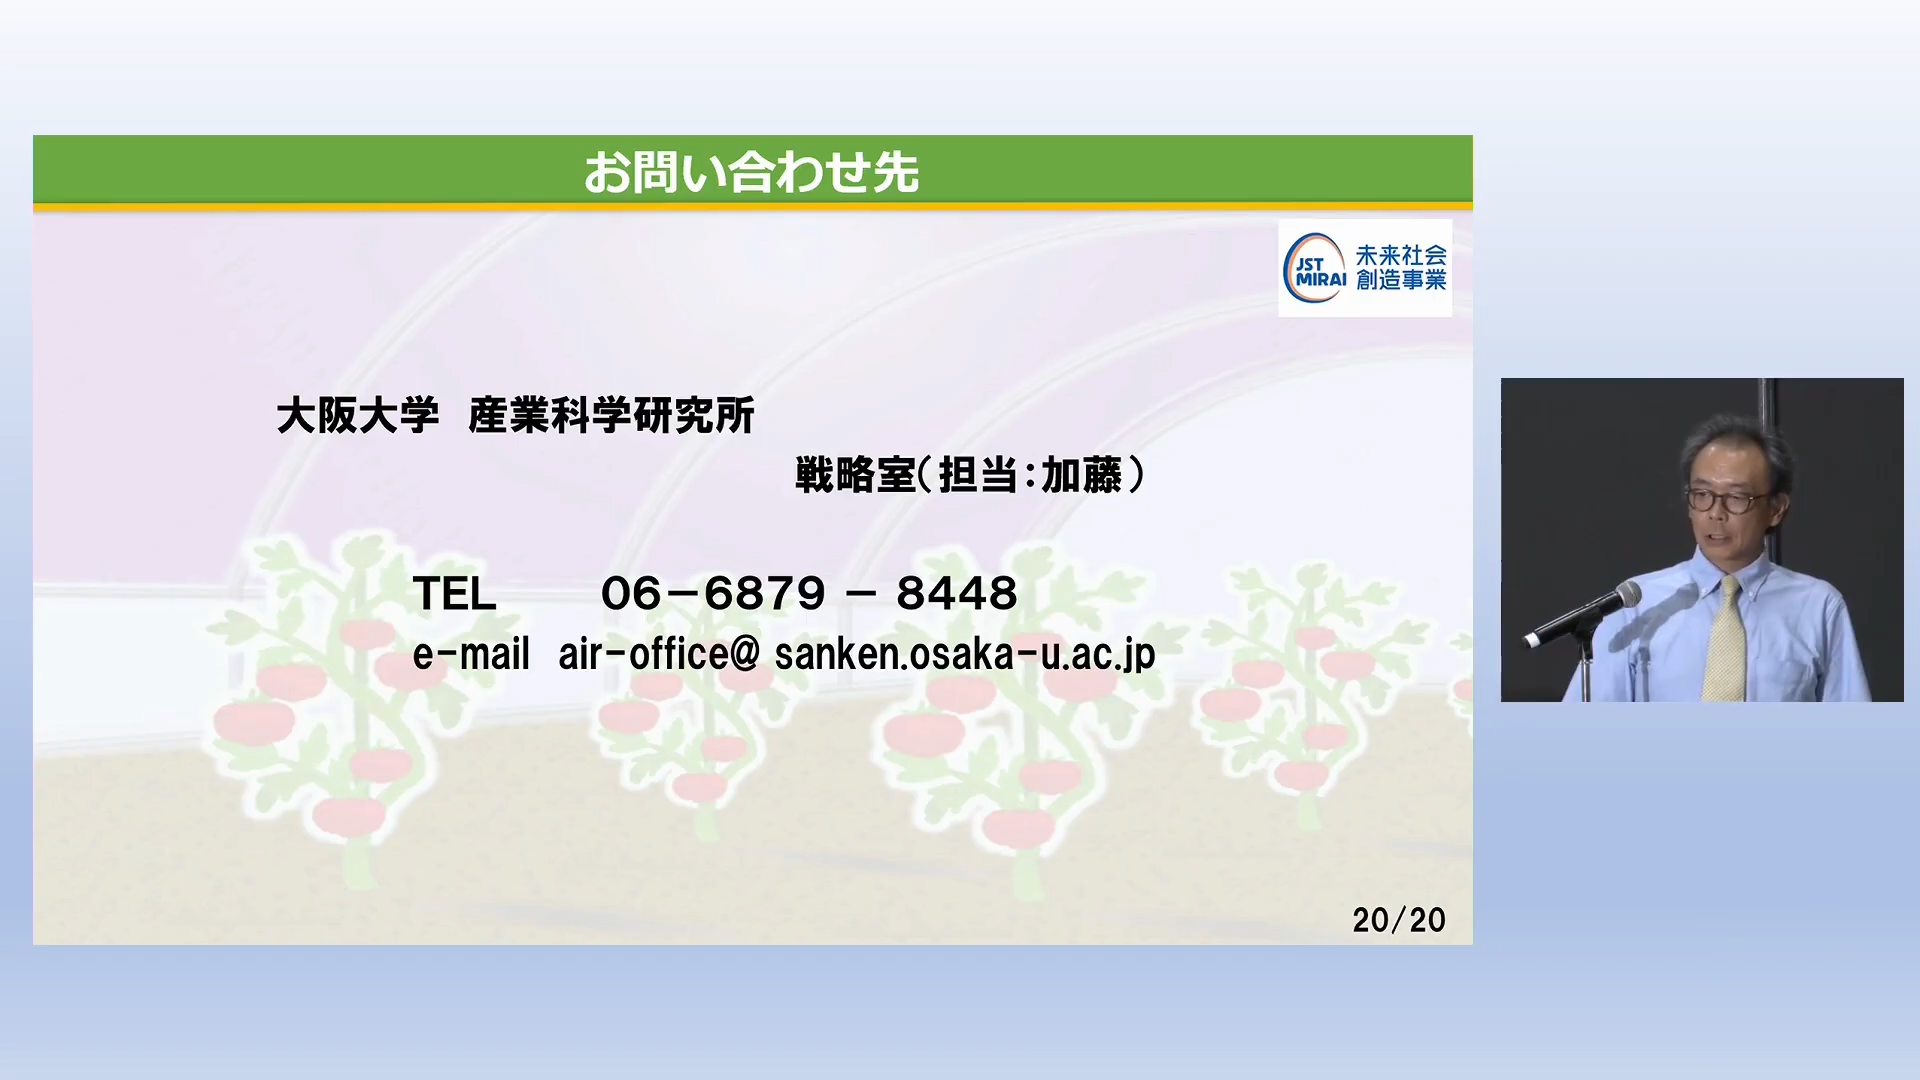 お問い合わせ先
JST
MIRAI
未来社会
創造事業
大阪大学　産業科学研究所
戦略室（担当：加藤）
TEL　　06－6879 － 8448
e-mail　air-office@ sanken.osaka-u.ac.jp
20/20